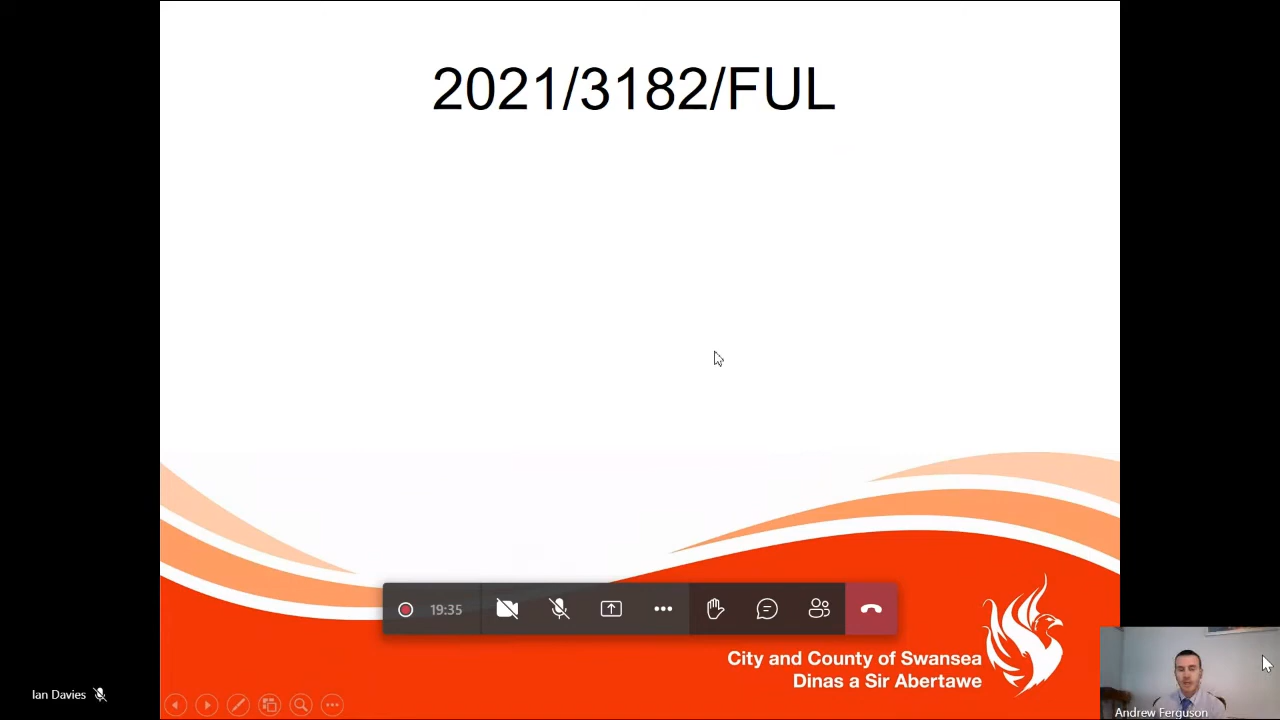 2021/3182/FUL
19:35
City and County of Swansea
Dinas a Sir Abertawe
Ian Davies
Andrew Ferguson